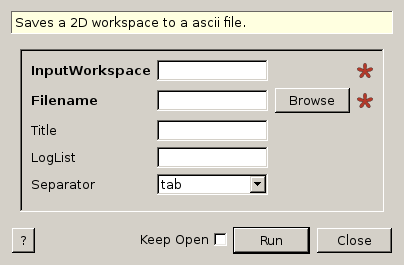 Saves a 2D workspace to a ascii file.
InputWorkspace
Filename Browse
Title
LogList
Separator tab
? Keep Open Run Close